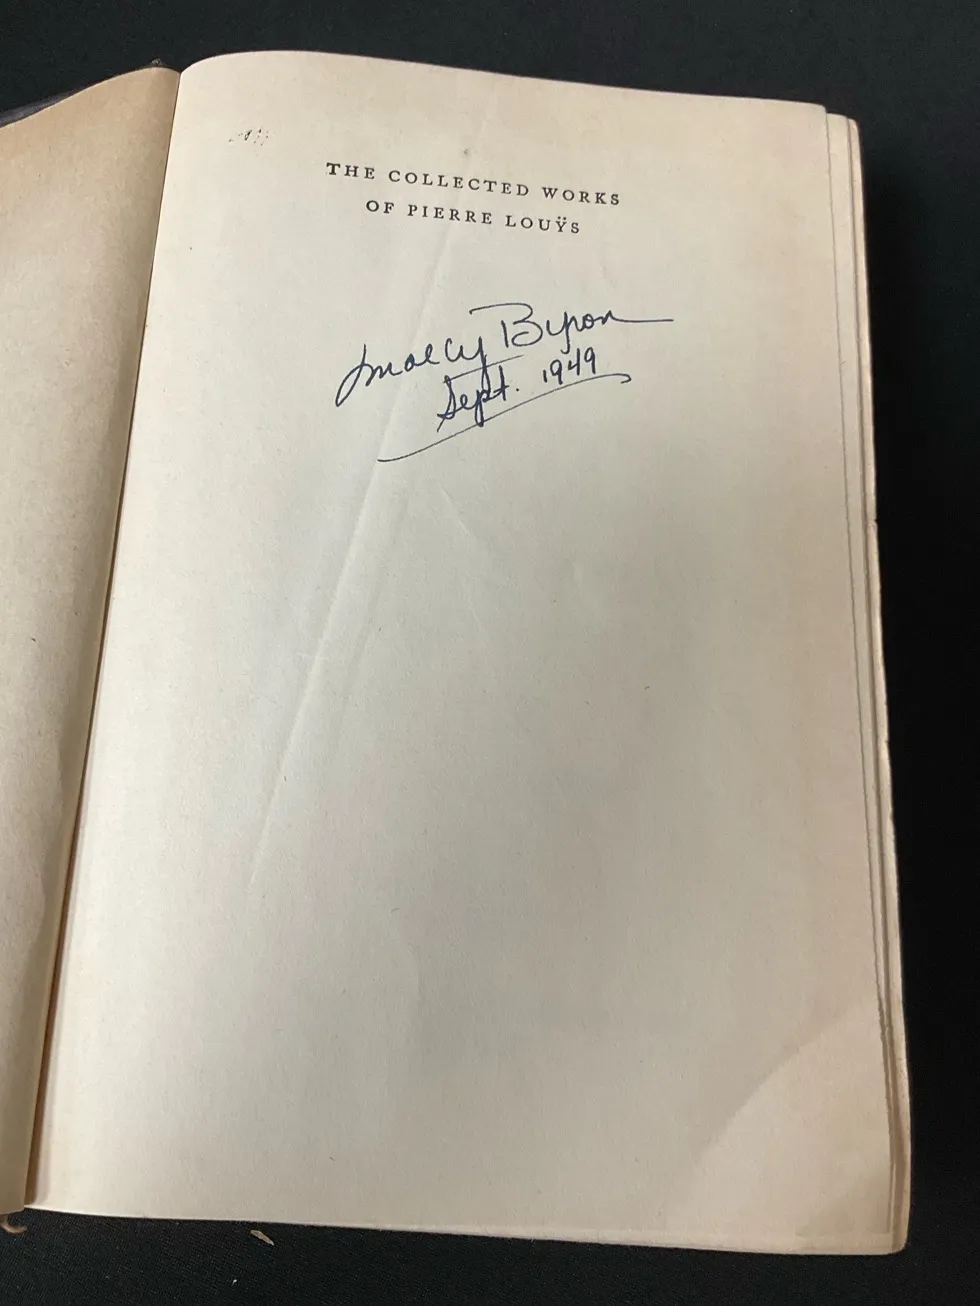 THE COLLECTED WORKS
OF PIERRE LOUŸS
Byron
Sept. 1949